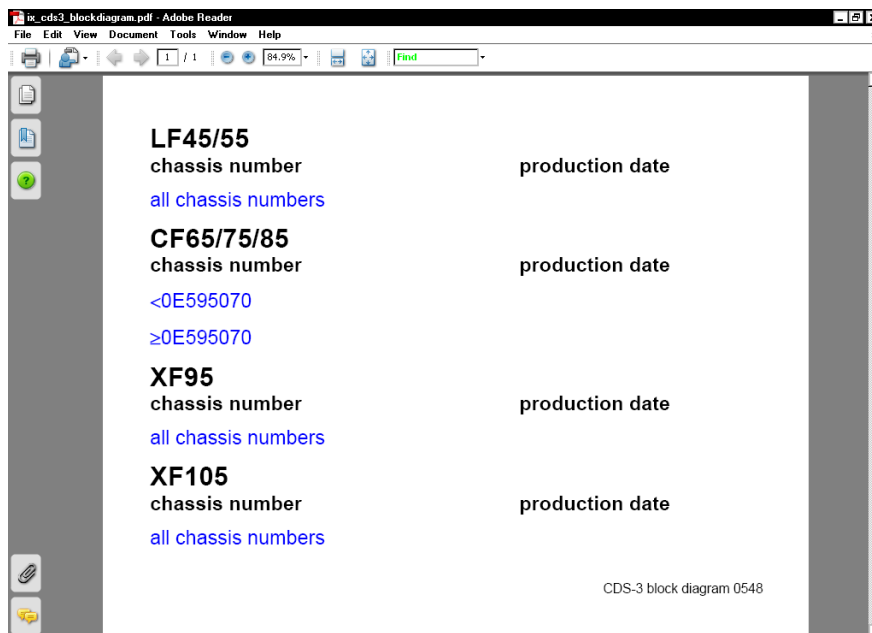 ix_cds3_blockdiagram.pdf - Adobe Reader
File Edit View Document Tools Window Help
1 / 1 84.9% Find
LF45/55
chassis number production date
all chassis numbers
CF65/75/85
chassis number production date
<0E595070
≥0E595070
XF95
chassis number production date
all chassis numbers
XF105
chassis number production date
all chassis numbers
CDS-3 block diagram 0548